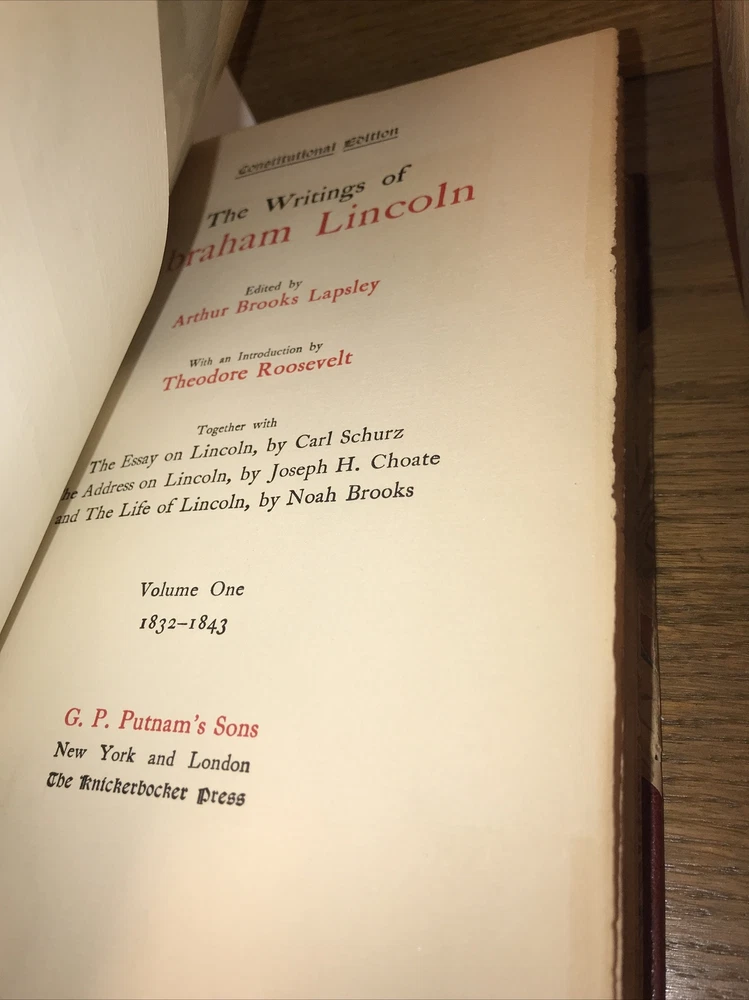 Constitutional Edition
The Writings of
braham Lincoln
Edited by
Arthur Brooks Lapsley
With an Introduction by
Theodore Roosevelt
Together with
The Essay on Lincoln, by Carl Schurz
he Address on Lincoln, by Joseph H. Choate
and The Life of Lincoln, by Noah Brooks
Volume One
1832–1843
G. P. Putnam's Sons
New York and London
The Knickerbocker Press